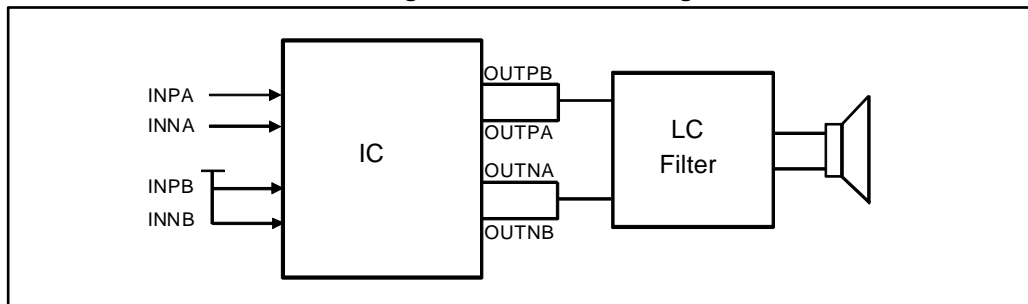 INPA
INNA
INPB
INNB
IC
OUTPB
OUTPA
OUTNA
OUTNB
LC
Filter